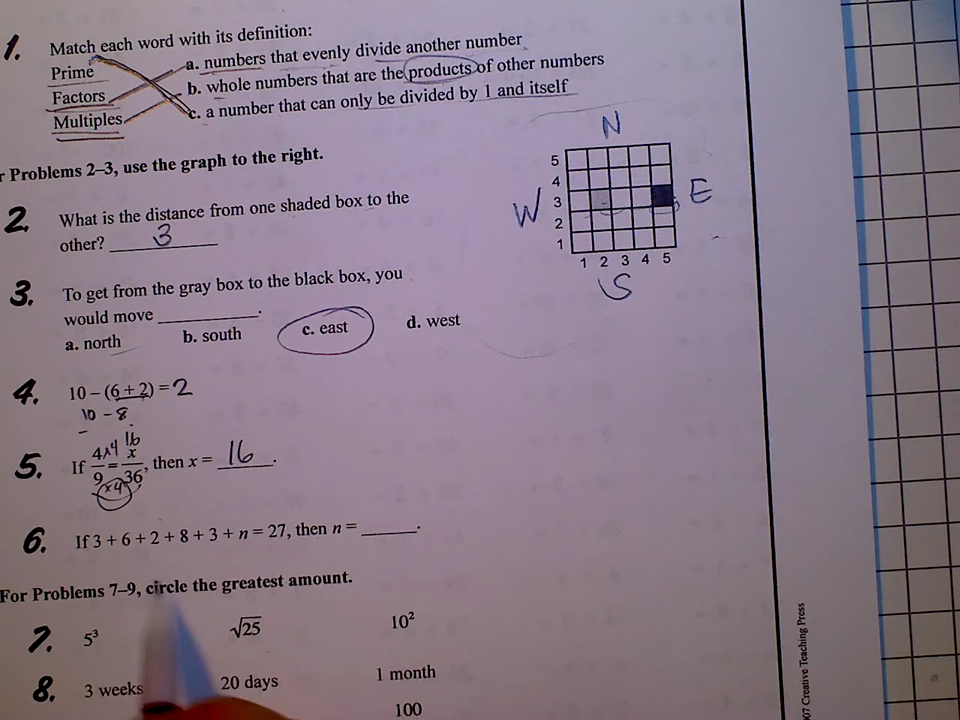 1. Match each word with its definition:
Prime a. numbers that evenly divide another number
Factors b. whole numbers that are the products of other numbers
Multiples c. a number that can only be divided by 1 and itself
r Problems 2–3, use the graph to the right.
N
W E
S
5
4
3
2
1
1 2 3 4 5
2. What is the distance from one shaded box to the
other? 3
3. To get from the gray box to the black box, you
would move ________.
a. north b. south c. east d. west
4. 10 – (6 + 2) = 2
10 - 8
5. If 4/9 = x/36, then x = 16.
x4 16
x4
6. If 3 + 6 + 2 + 8 + 3 + n = 27, then n = _____.
For Problems 7–9, circle the greatest amount.
7. 5³ √25 10²
8. 3 weeks 20 days 1 month
100
07 Creative Teaching Press